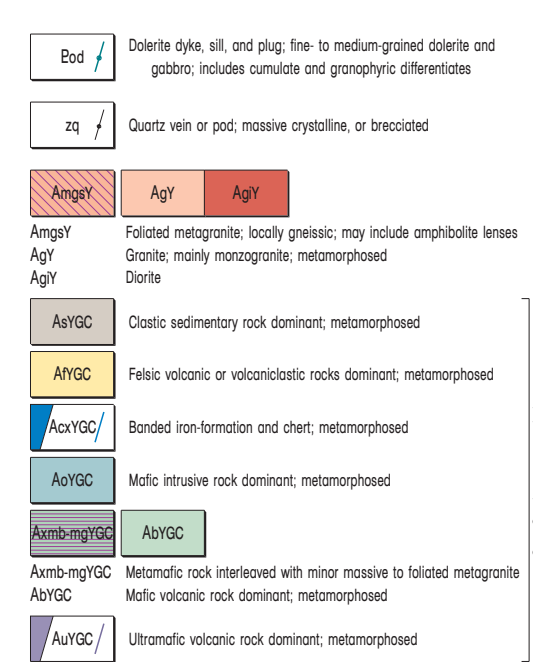 Pod
Dolerite dyke, sill, and plug; fine- to medium-grained dolerite and
gabbro; includes cumulate and granophyric differentiates
zq
Quartz vein or pod; massive crystalline, or brecciated
AmgsY AgY AgiY
AmgsY Foliated metagranite; locally gneissic; may include amphibolite lenses
AgY Granite; mainly monzogranite; metamorphosed
AgiY Diorite
AsYGC Clastic sedimentary rock dominant; metamorphosed
AfYGC Felsic volcanic or volcaniclastic rocks dominant; metamorphosed
AcxYGC Banded iron-formation and chert; metamorphosed
AoYGC Mafic intrusive rock dominant; metamorphosed
Axmb-mgYGC AbYGC
Axmb-mgYGC Metamafic rock interleaved with minor massive to foliated metagranite
AbYGC Mafic volcanic rock dominant; metamorphosed
AuYGC Ultramafic volcanic rock dominant; metamorphosed